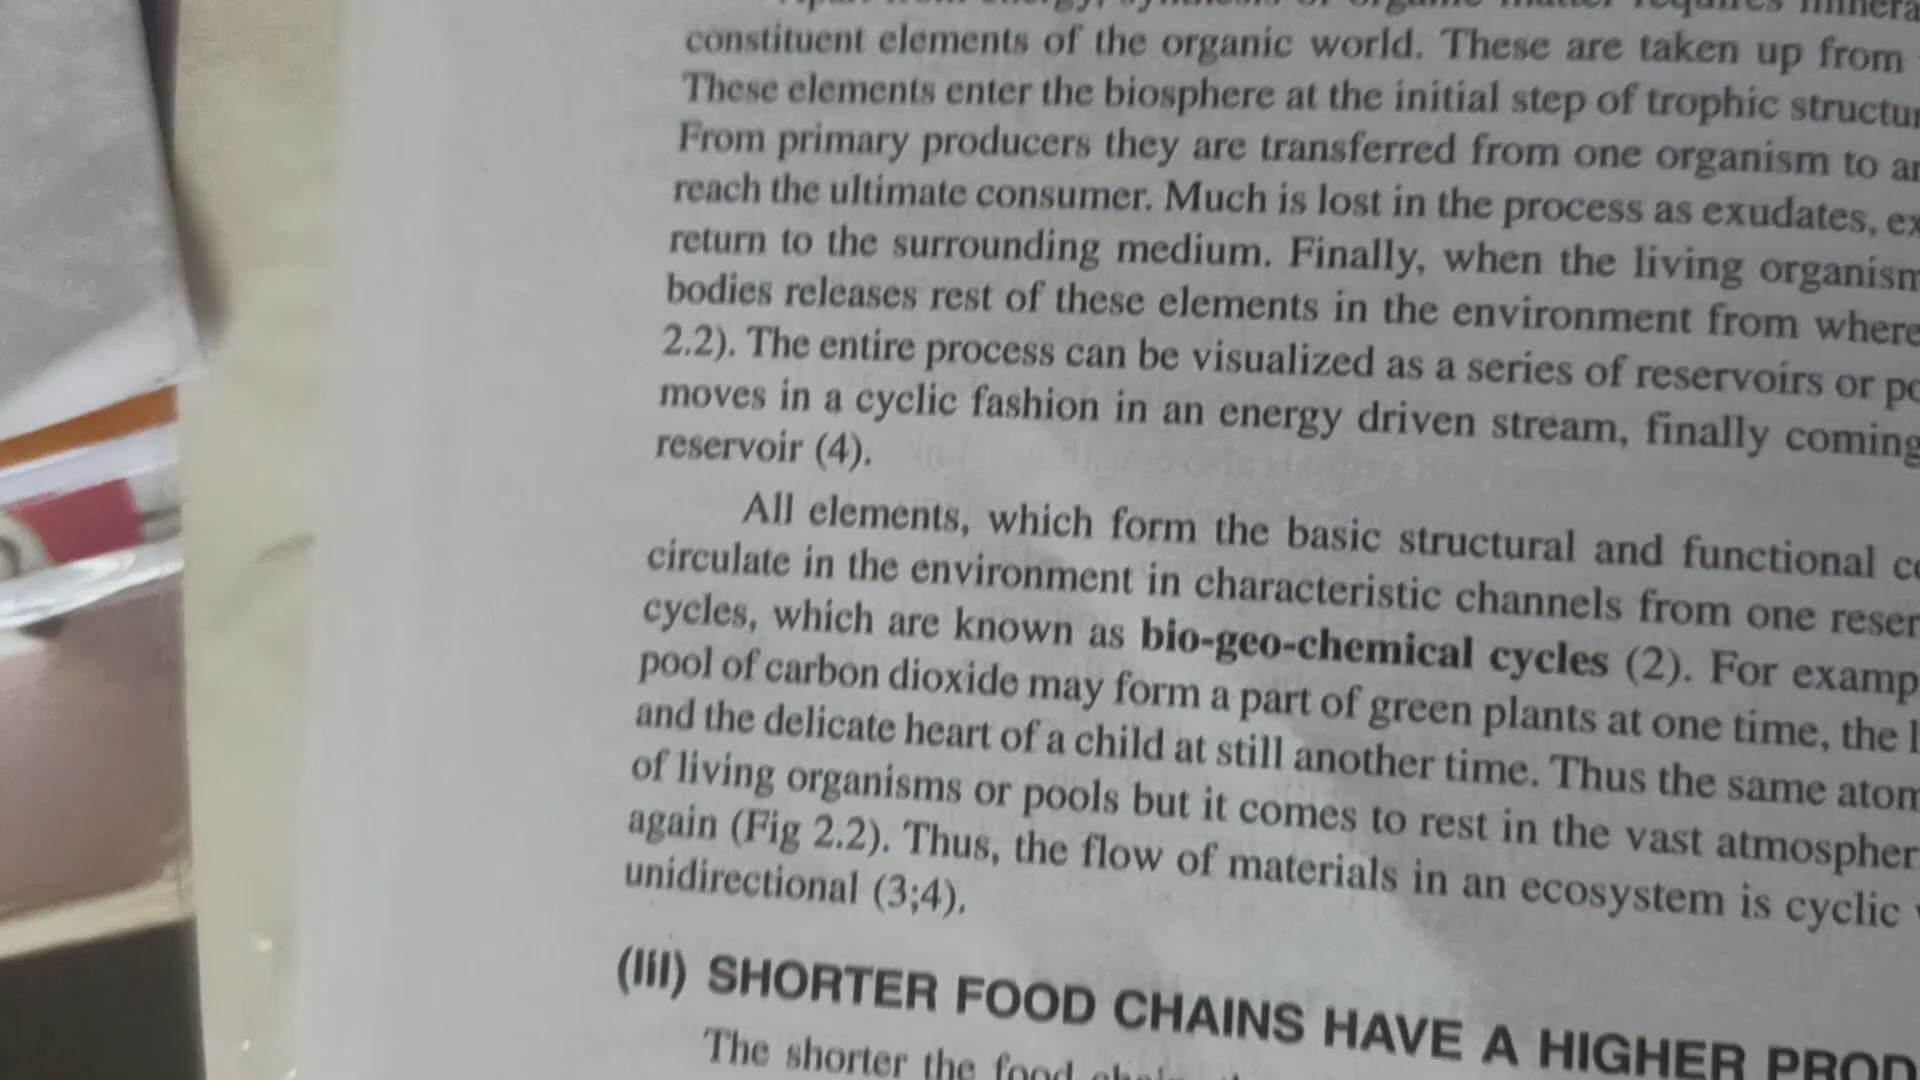 constituent elements of the organic world. These are taken up from
These elements enter the biosphere at the initial step of trophic
From primary producers they are transferred from one organism to
reach the ultimate consumer. Much is lost in the process as exudates,
return to the surrounding medium. Finally, when the living
bodies releases rest of these elements in the environment from where
2.2). The entire process can be visualized as a series of reservoirs or
moves in a cyclic fashion in an energy driven stream, finally coming
reservoir (4).
All elements, which form the basic structural and functional
circulate in the environment in characteristic channels from one
cycles, which are known as bio-geo-chemical cycles (2). For
pool of carbon dioxide may form a part of green plants at one time, the
and the delicate heart of a child at still another time. Thus the same
of living organisms or pools but it comes to rest in the vast
again (Fig 2.2). Thus, the flow of materials in an ecosystem is cyclic
unidirectional (3;4).
(III) SHORTER FOOD CHAINS HAVE A HIGHER
The shorter the food